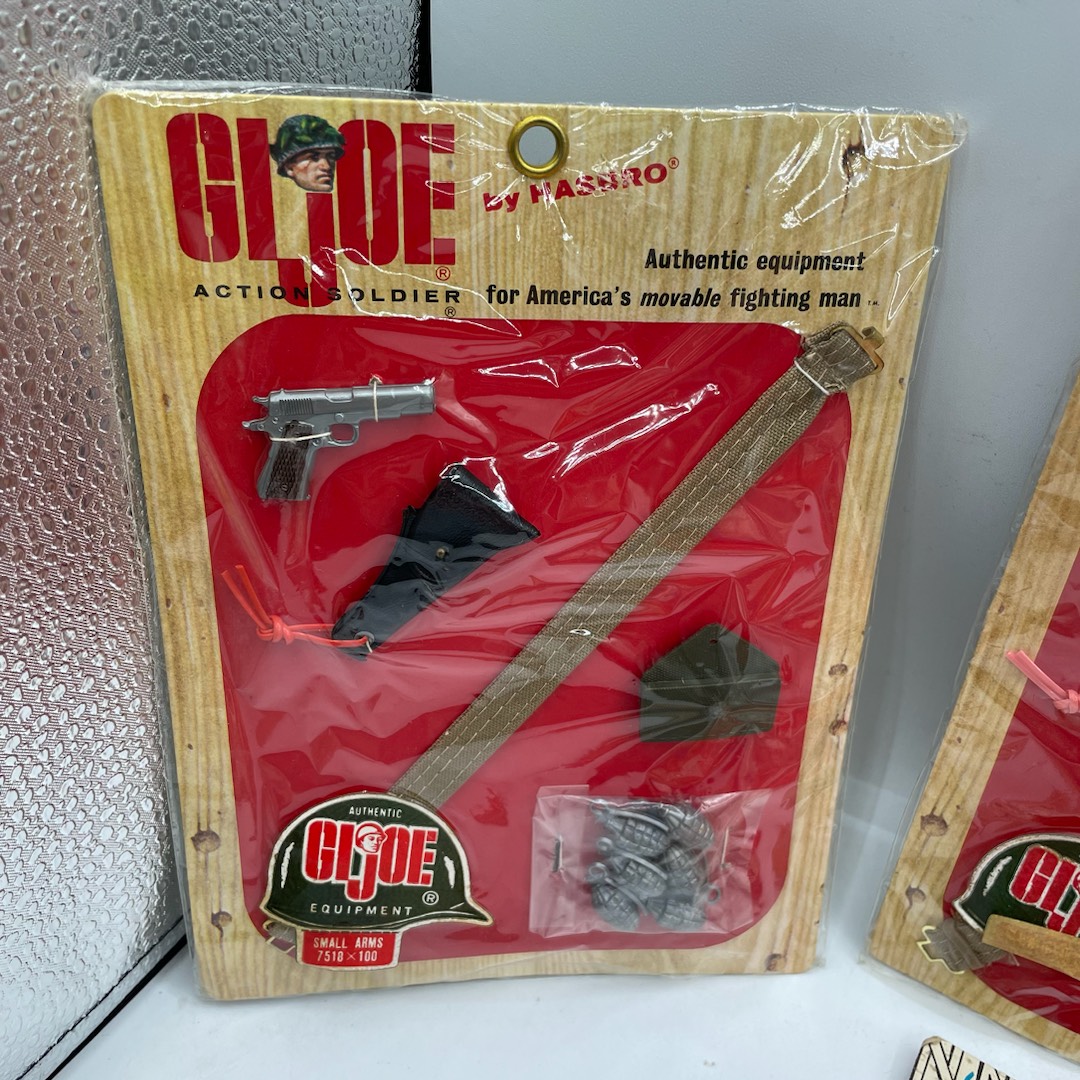 GI JOE®
by HASBRO®
Authentic equipment
ACTION SOLDIER®
for America's movable fighting man T.M.
AUTHENTIC
GI JOE
EQUIPMENT ®
SMALL ARMS
7518 × 100
GI